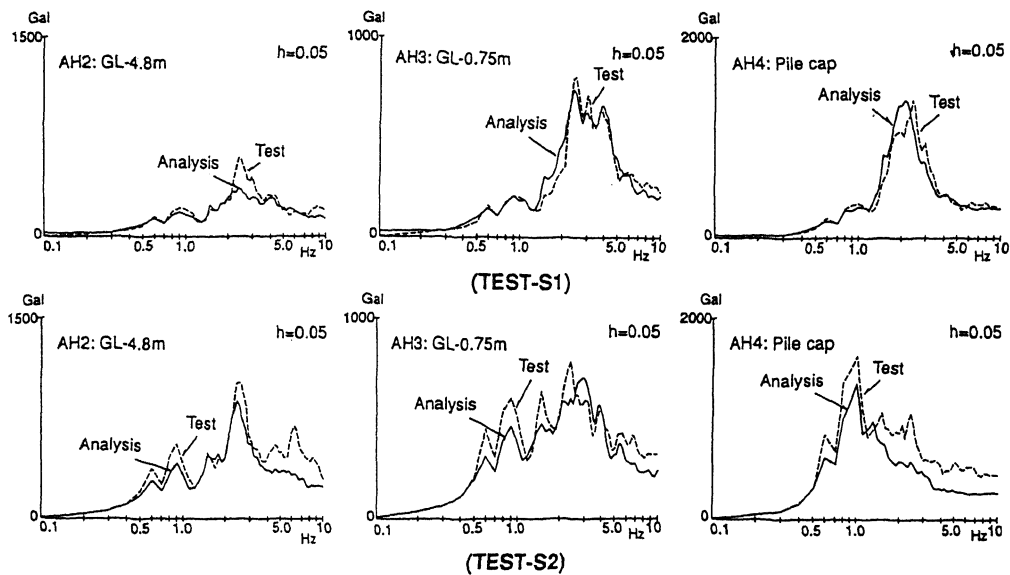 Gal
1500
AH2: GL-4.8m
h=0.05
Analysis
Test
0
0.1
0.5
1.0
5.0
10
Hz
Gal
1000
AH3: GL-0.75m
h=0.05
Test
Analysis
0
0.1
0.5
1.0
5.0
10
Hz
Gal
2000
AH4: Pile cap
h=0.05
Analysis
Test
0
0.1
0.5
1.0
5.0
10
Hz
(TEST-S1)
Gal
1500
AH2: GL-4.8m
h=0.05
Analysis
Test
0
0.1
0.5
1.0
5.0
10
Hz
Gal
1000
AH3: GL-0.75m
h=0.05
Test
Analysis
0
0.1
0.5
1.0
5.0
10
Hz
Gal
2000
AH4: Pile cap
h=0.05
Analysis
Test
0
0.1
0.5
1.0
5.0
10
Hz
(TEST-S2)